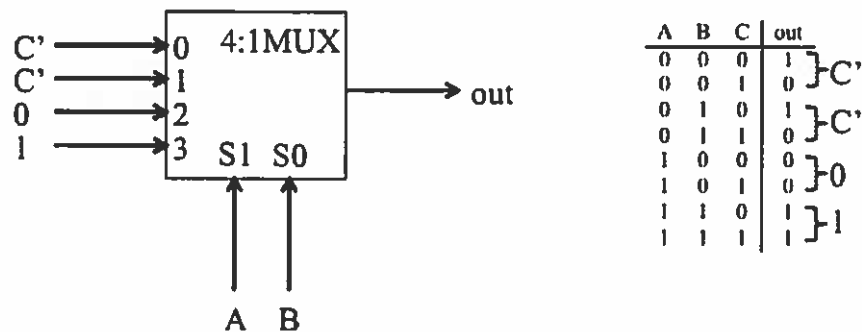 C' 0 4:1MUX
C' 1
0 2 out
1 3 S1 S0
A B
A B C out
0 0 0 1
0 0 1 0
C'
0 1 0 1
0 1 1 0
C'
1 0 0 0
1 0 1 0
0
1 1 0 1
1 1 1 1
1